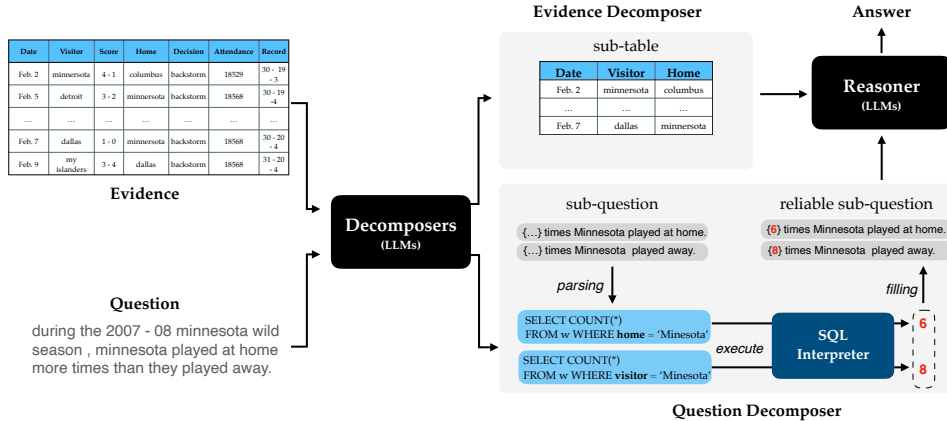 Evidence Decomposer
Answer
Date Visitor Score Home Decision Attendance Record
Feb. 2 minnersota 4 - 1 columbus backstorm 18529 30 - 19 - 3
Feb. 5 detroit 3 - 2 minnersota backstorm 18568 30 - 19 -4
... ... ... ... ... ... ...
Feb. 7 dallas 1 - 0 minnersota backstorm 18568 30 - 20 - 4
Feb. 9 my islanders 3 - 4 dallas backstorm 18568 31 - 20 - 4
Evidence
sub-table
Date Visitor Home
Feb. 2 minnersota columbus
... ... ...
Feb. 7 dallas minnersota
Reasoner
(LLMs)
Decomposers
(LLMs)
Question
during the 2007 - 08 minnesota wild
season , minnesota played at home
more times than they played away.
sub-question
{...} times Minnesota played at home.
{...} times Minnesota played away.
reliable sub-question
{6} times Minnesota played at home.
{8} times Minnesota played away.
parsing
filling
SELECT COUNT(*)
FROM w WHERE home = 'Minesota'
SELECT COUNT(*)
FROM w WHERE visitor = 'Minesota'
execute
SQL
Interpreter
6
8
Question Decomposer